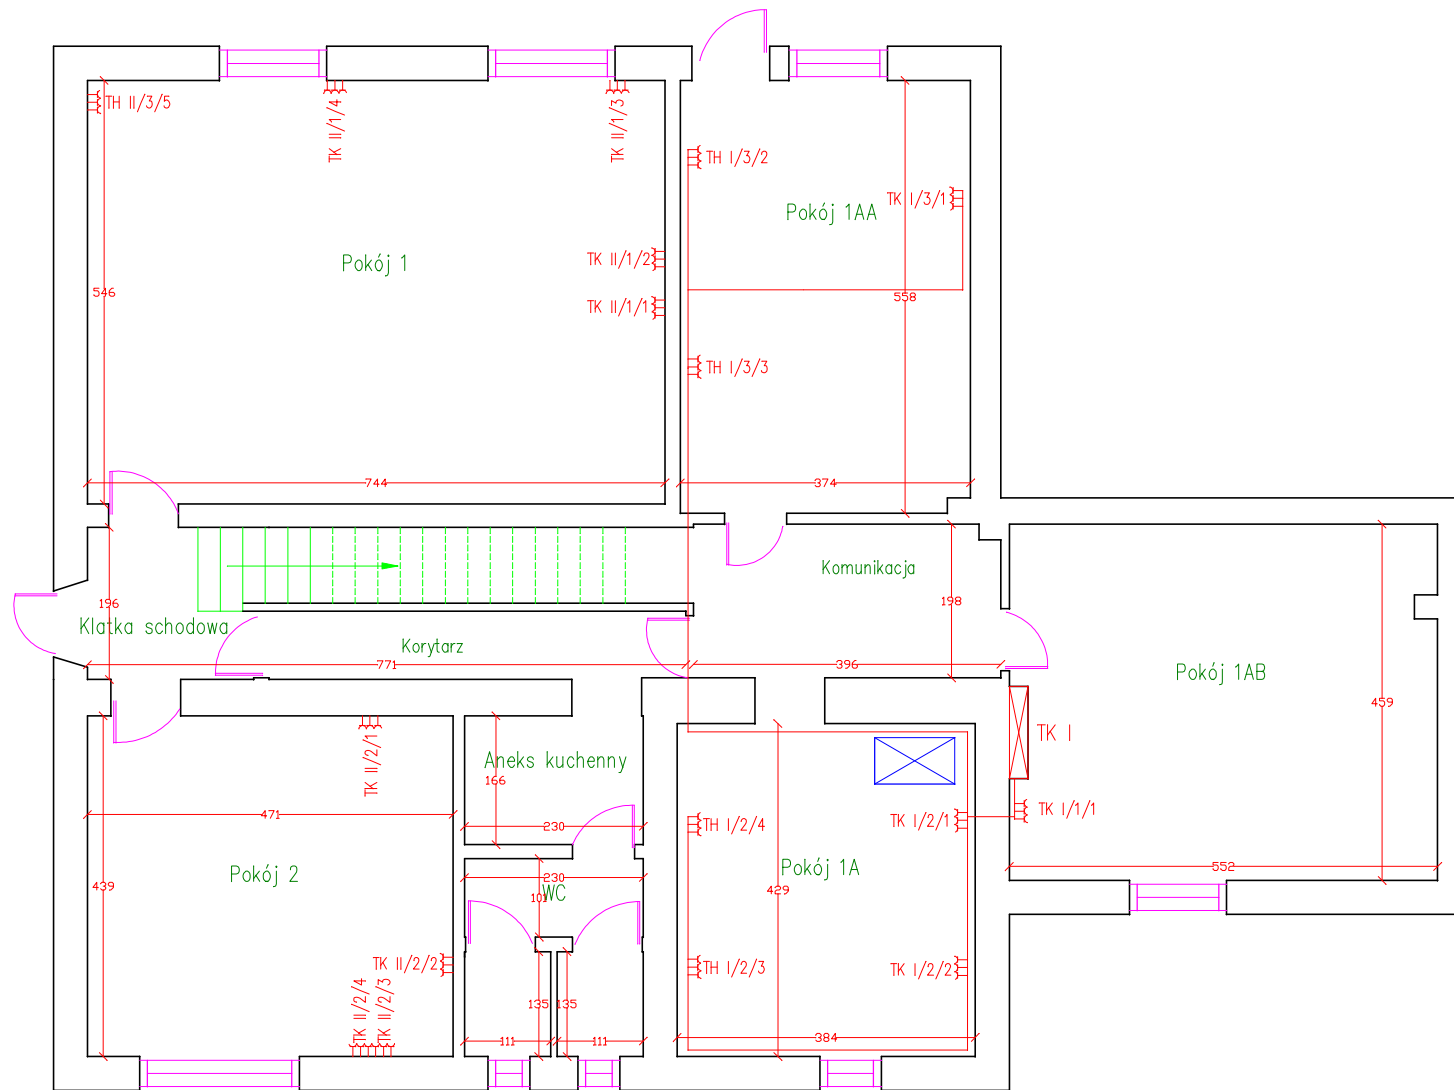 TH II/3/5
TK II/1/4
TK II/1/3
TH I/3/2
TK I/3/1
Pokój 1AA
Pokój 1
TK II/1/2
546
558
TK II/1/1
TH I/3/3
744
374
Komunikacja
196
198
Klatka schodowa
Korytarz
771
396
Pokój 1AB
459
TK I
TK II/2/1
Aneks kuchenny
166
TK I/1/1
471
230
TH I/2/4
TK I/2/1
Pokój 2
Pokój 1A
552
230
439
WC
429
TK II/2/2
TH I/2/3
TK I/2/2
TK II/2/4
TK II/2/3
135
135
111
111
384